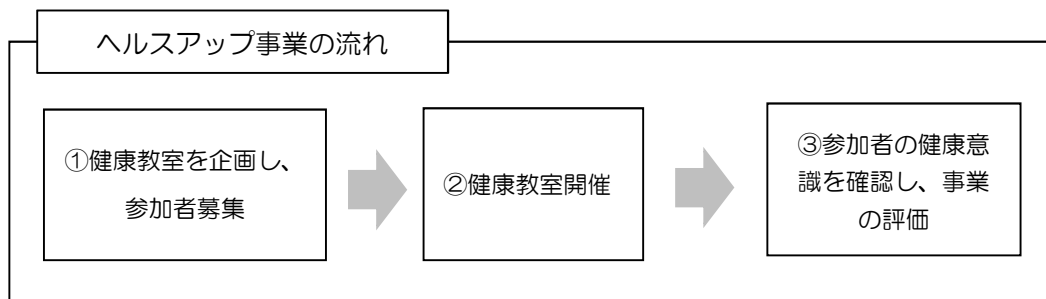 ヘルスアップ事業の流れ
①健康教室を企画し、
参加者募集
②健康教室開催
③参加者の健康意
識を確認し、事業
の評価